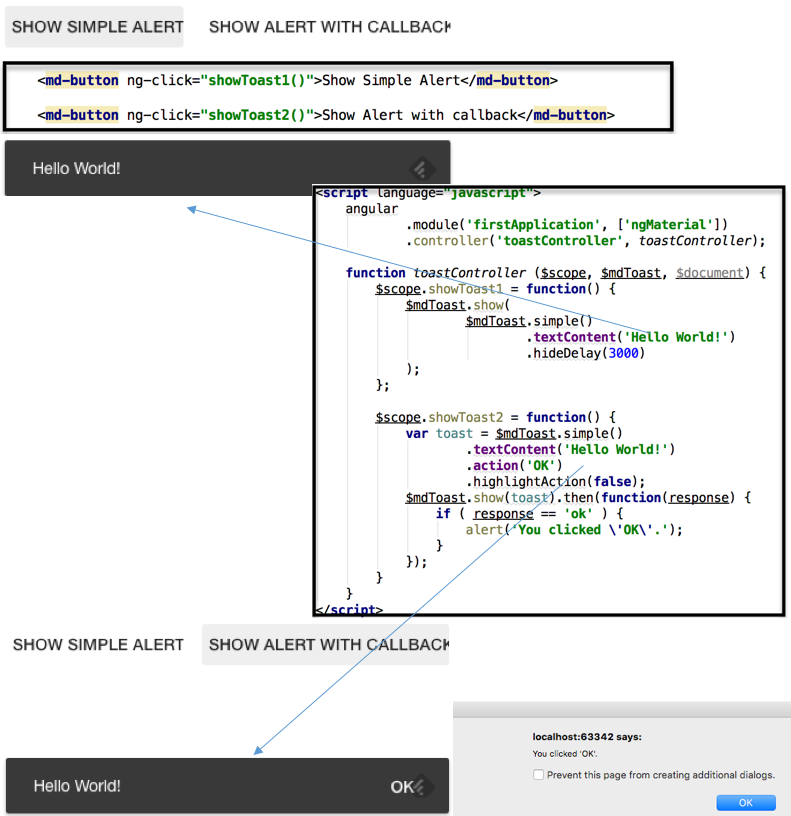 SHOW SIMPLE ALERT SHOW ALERT WITH CALLBACK
<md-button ng-click="showToast1()">Show Simple Alert</md-button>
<md-button ng-click="showToast2()">Show Alert with callback</md-button>
Hello World!
<script language="javascript">
angular
.module('firstApplication', ['ngMaterial'])
.controller('toastController', toastController);
function toastController ($scope, $mdToast, $document) {
$scope.showToast1 = function() {
$mdToast.show(
$mdToast.simple()
.textContent('Hello World!')
.hideDelay(3000)
);
};
$scope.showToast2 = function() {
var toast = $mdToast.simple()
.textContent('Hello World!')
.action('OK')
.highlightAction(false);
$mdToast.show(toast).then(function(response) {
if ( response == 'ok' ) {
alert('You clicked \'OK\'.');
}
});
}
}
</script>
SHOW SIMPLE ALERT SHOW ALERT WITH CALLBACK
Hello World! OK
localhost:63342 says:
You clicked 'OK'.
Prevent this page from creating additional dialogs.
OK